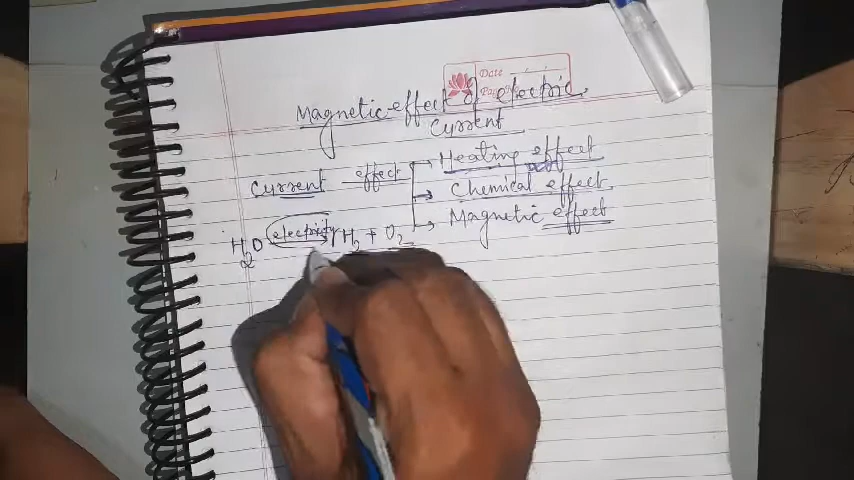 Date
Magnetic effect of electric
Current
Current effect → Heating effect
→ Chemical effect
→ Magnetic effect
H2O electricity → H2 + O2